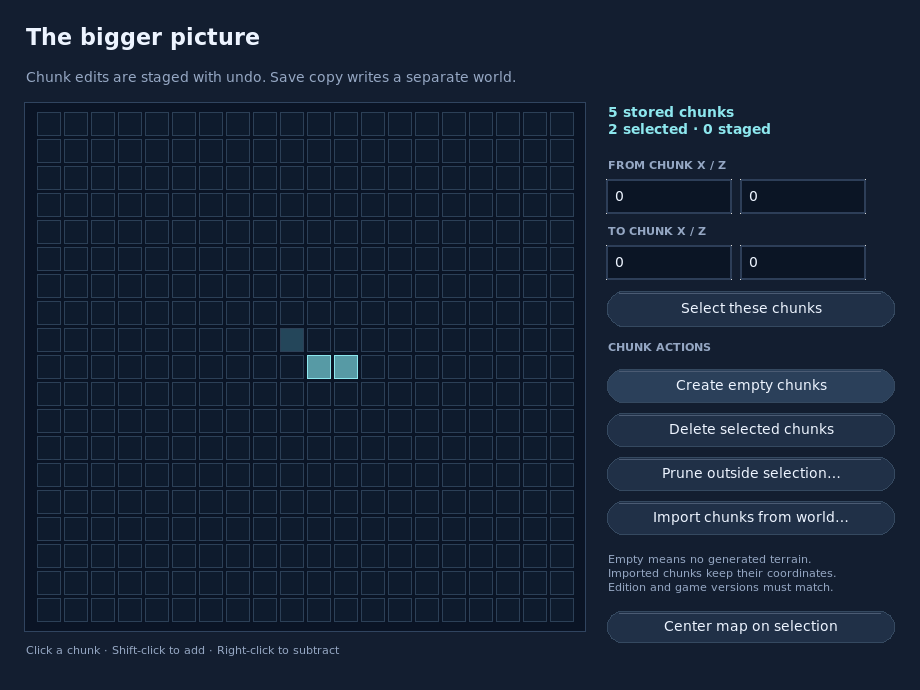 The bigger picture
Chunk edits are staged with undo. Save copy writes a separate world.
5 stored chunks
2 selected · 0 staged
FROM CHUNK X / Z
0 0
TO CHUNK X / Z
0 0
Select these chunks
CHUNK ACTIONS
Create empty chunks
Delete selected chunks
Prune outside selection...
Import chunks from world...
Empty means no generated terrain.
Imported chunks keep their coordinates.
Edition and game versions must match.
Center map on selection
Click a chunk · Shift-click to add · Right-click to subtract